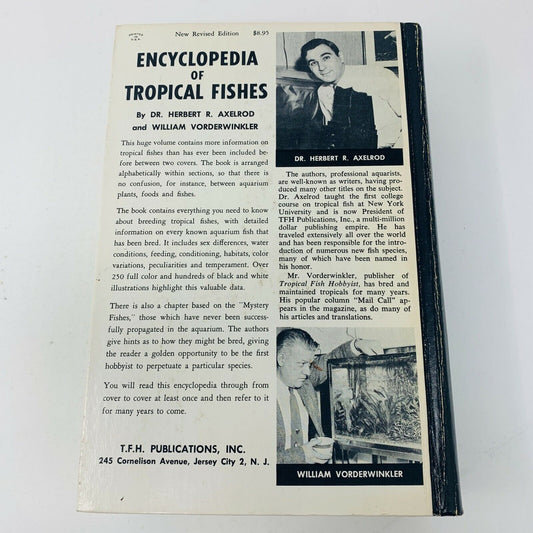 PRINTED IN U.S.A.
New Revised Edition $8.95
ENCYCLOPEDIA
OF
TROPICAL FISHES
By DR. HERBERT R. AXELROD
and WILLIAM VORDERWINKLER
This huge volume contains more information on
tropical fishes than has ever been included be-
fore between two covers. The book is arranged
alphabetically within sections, so that there is
no confusion, for instance, between aquarium
plants, foods and fishes.
The book contains everything you need to know
about breeding tropical fishes, with detailed
information on every known aquarium fish that
has been bred. It includes sex differences, water
conditions, feeding, conditioning, habitats, color
variations, peculiarities and temperament. Over
250 full color and hundreds of black and white
illustrations highlight this valuable data.
There is also a chapter based on the "Mystery
Fishes," those which have never been success-
fully propagated in the aquarium. The authors
give hints as to how they might be bred, giving
the reader a golden opportunity to be the first
hobbyist to perpetuate a particular species.
You will read this encyclopedia through from
cover to cover at least once and then refer to it
for many years to come.
T.F.H. PUBLICATIONS, INC.
245 Cornelison Avenue, Jersey City 2, N. J.
DR. HERBERT R. AXELROD
The authors, professional aquarists,
are well-known as writers, having pro-
duced many other titles on the subject.
Dr. Axelrod taught the first college
course on tropical fish at New York
University and is now President of
TFH Publications, Inc., a multi-million
dollar publishing empire. He has
traveled extensively all over the world
and has been responsible for the intro-
duction of numerous new fish species,
many of which have been named in
his honor.
Mr. Vorderwinkler, publisher of
Tropical Fish Hobbyist, has bred and
maintained tropicals for many years.
His popular column "Mail Call" ap-
pears in the magazine, as do many of
his articles and translations.
WILLIAM VORDERWINKLER